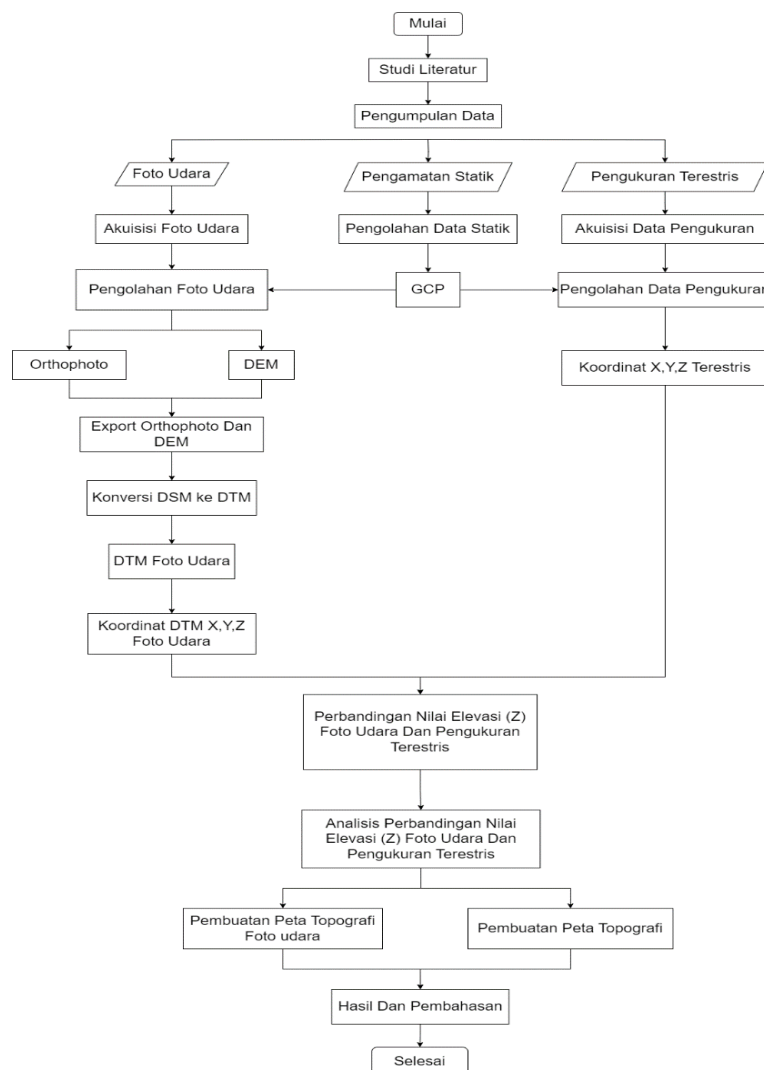 Mulai
Studi Literatur
Pengumpulan Data
Foto Udara
Pengamatan Statik
Pengukuran Terestris
Akuisisi Foto Udara
Pengolahan Data Statik
Akuisisi Data Pengukuran
Pengolahan Foto Udara
GCP
Pengolahan Data Pengukuran
Orthophoto
DEM
Koordinat X,Y,Z Terestris
Export Orthophoto Dan
DEM
Konversi DSM ke DTM
DTM Foto Udara
Koordinat DTM X,Y,Z
Foto Udara
Perbandingan Nilai Elevasi (Z)
Foto Udara Dan Pengukuran
Terestris
Analisis Perbandingan Nilai
Elevasi (Z) Foto Udara Dan
Pengukuran Terestris
Pembuatan Peta Topografi
Foto udara
Pembuatan Peta Topografi
Hasil Dan Pembahasan
Selesai